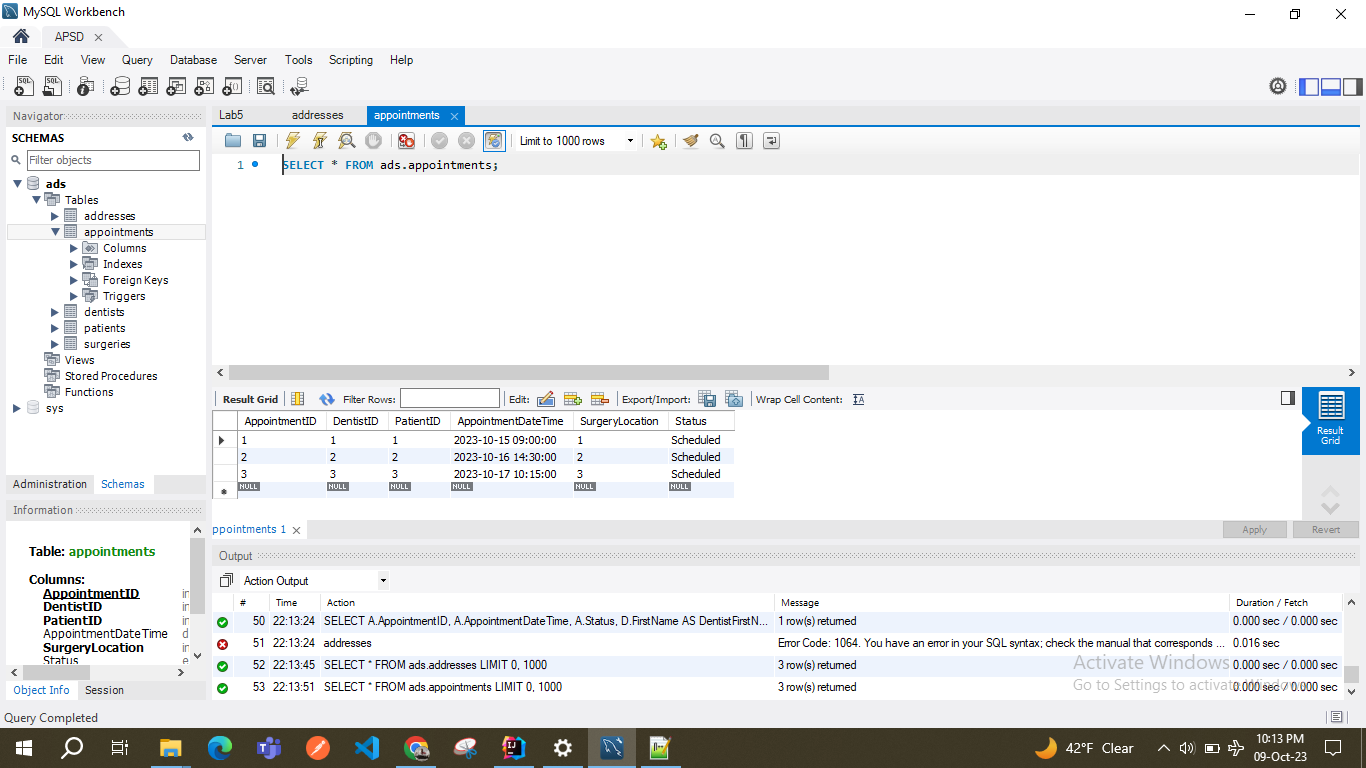 MySQL Workbench
APSD
File Edit View Query Database Server Tools Scripting Help
Navigator
SCHEMAS
Filter objects
ads
Tables
addresses
appointments
Columns
Indexes
Foreign Keys
Triggers
dentists
patients
surgeries
Views
Stored Procedures
Functions
sys
Administration Schemas
Information
Table: appointments
Columns:
AppointmentID in
DentistID in
PatientID in
AppointmentDateTime d
SurgeryLocation in
Status e
Object Info Session
Lab5 addresses appointments
Limit to 1000 rows
1 SELECT * FROM ads.appointments;
Result Grid Filter Rows: Edit: Export/Import: Wrap Cell Content: IA
AppointmentID DentistID PatientID AppointmentDateTime SurgeryLocation Status
1 1 1 2023-10-15 09:00:00 1 Scheduled
2 2 2 2023-10-16 14:30:00 2 Scheduled
3 3 3 2023-10-17 10:15:00 3 Scheduled
NULL NULL NULL NULL NULL NULL
Result
Grid
ppointments 1 Apply Revert
Output
Action Output
# Time Action Message Duration / Fetch
50 22:13:24 SELECT A.AppointmentID, A.AppointmentDateTime, A.Status, D.FirstName AS DentistFirstN... 1 row(s) returned 0.000 sec / 0.000 sec
51 22:13:24 addresses Error Code: 1064. You have an error in your SQL syntax; check the manual that corresponds ... 0.016 sec
52 22:13:45 SELECT * FROM ads.addresses LIMIT 0, 1000 3 row(s) returned 0.000 sec / 0.000 sec
53 22:13:51 SELECT * FROM ads.appointments LIMIT 0, 1000 3 row(s) returned 0.000 sec / 0.000 sec
Activate Windows
Go to Settings to activate Windows.
Query Completed
42°F Clear
10:13 PM
09-Oct-23